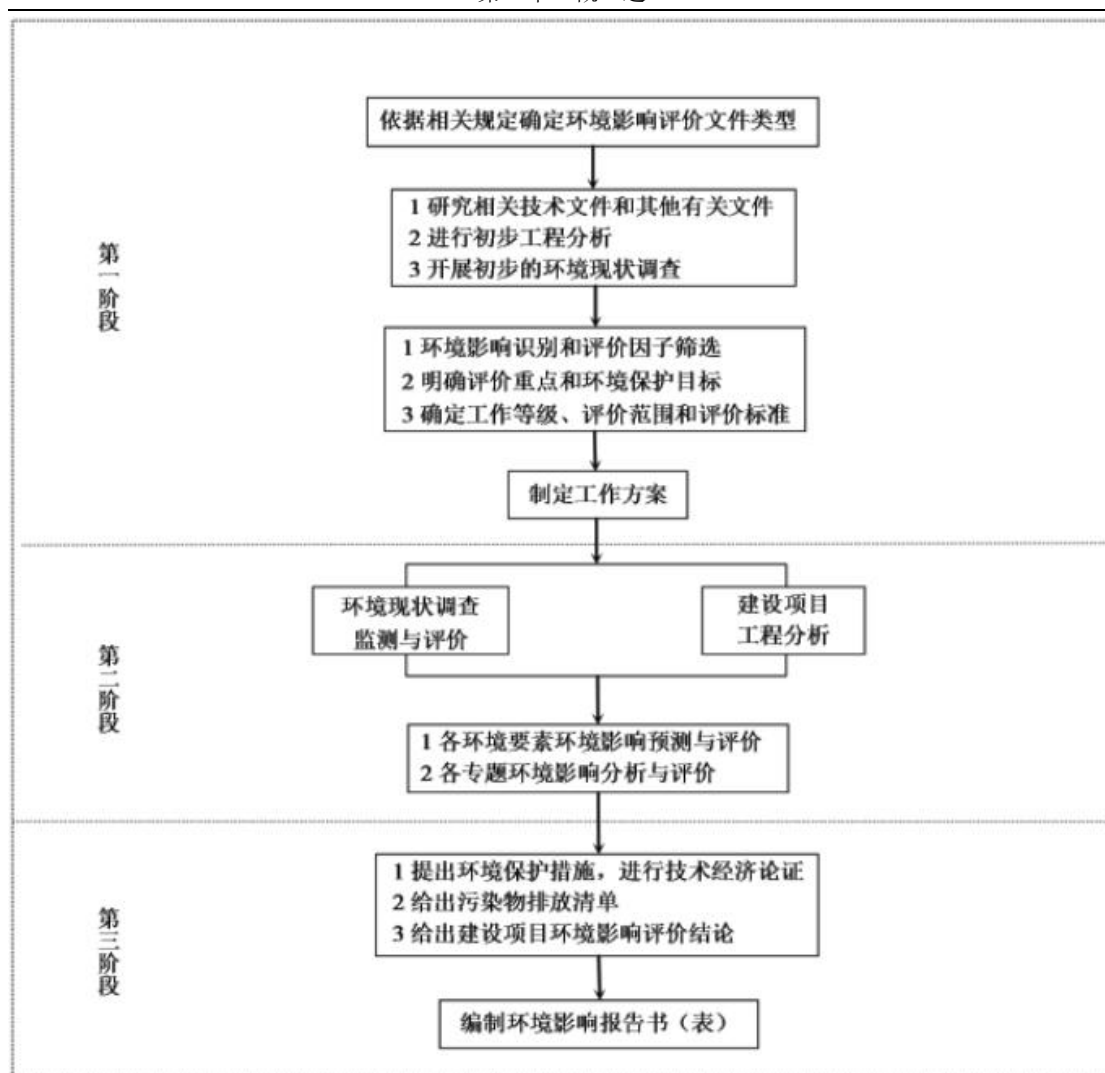 依据相关规定确定环境影响评价文件类型
1 研究相关技术文件和其他有关文件
2 进行初步工程分析
3 开展初步的环境现状调查
第一阶段
1 环境影响识别和评价因子筛选
2 明确评价重点和环境保护目标
3 确定工作等级、评价范围和评价标准
制定工作方案
环境现状调查
监测与评价
建设项目
工程分析
第二阶段
1 各环境要素环境影响预测与评价
2 各专题环境影响分析与评价
1 提出环境保护措施，进行技术经济论证
2 给出污染物排放清单
3 给出建设项目环境影响评价结论
第三阶段
编制环境影响报告书（表）